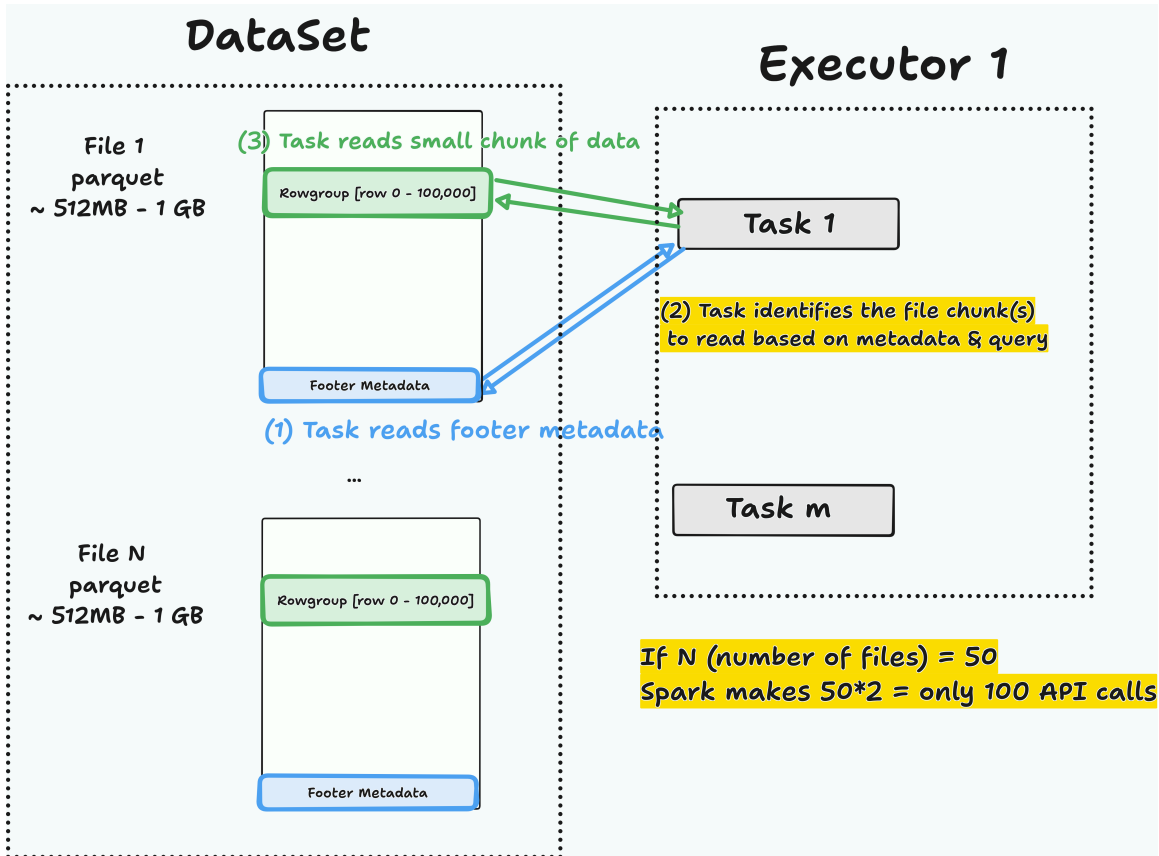 DataSet
Executor 1
File 1
parquet
~ 512MB - 1 GB
(3) Task reads small chunk of data
Rowgroup [row 0 - 100,000]
Task 1
(2) Task identifies the file chunk(s)
to read based on metadata & query
Footer Metadata
(1) Task reads footer metadata
...
Task m
File N
parquet
~ 512MB - 1 GB
Rowgroup [row 0 - 100,000]
If N (number of files) = 50
Spark makes 50*2 = only 100 API calls
Footer Metadata